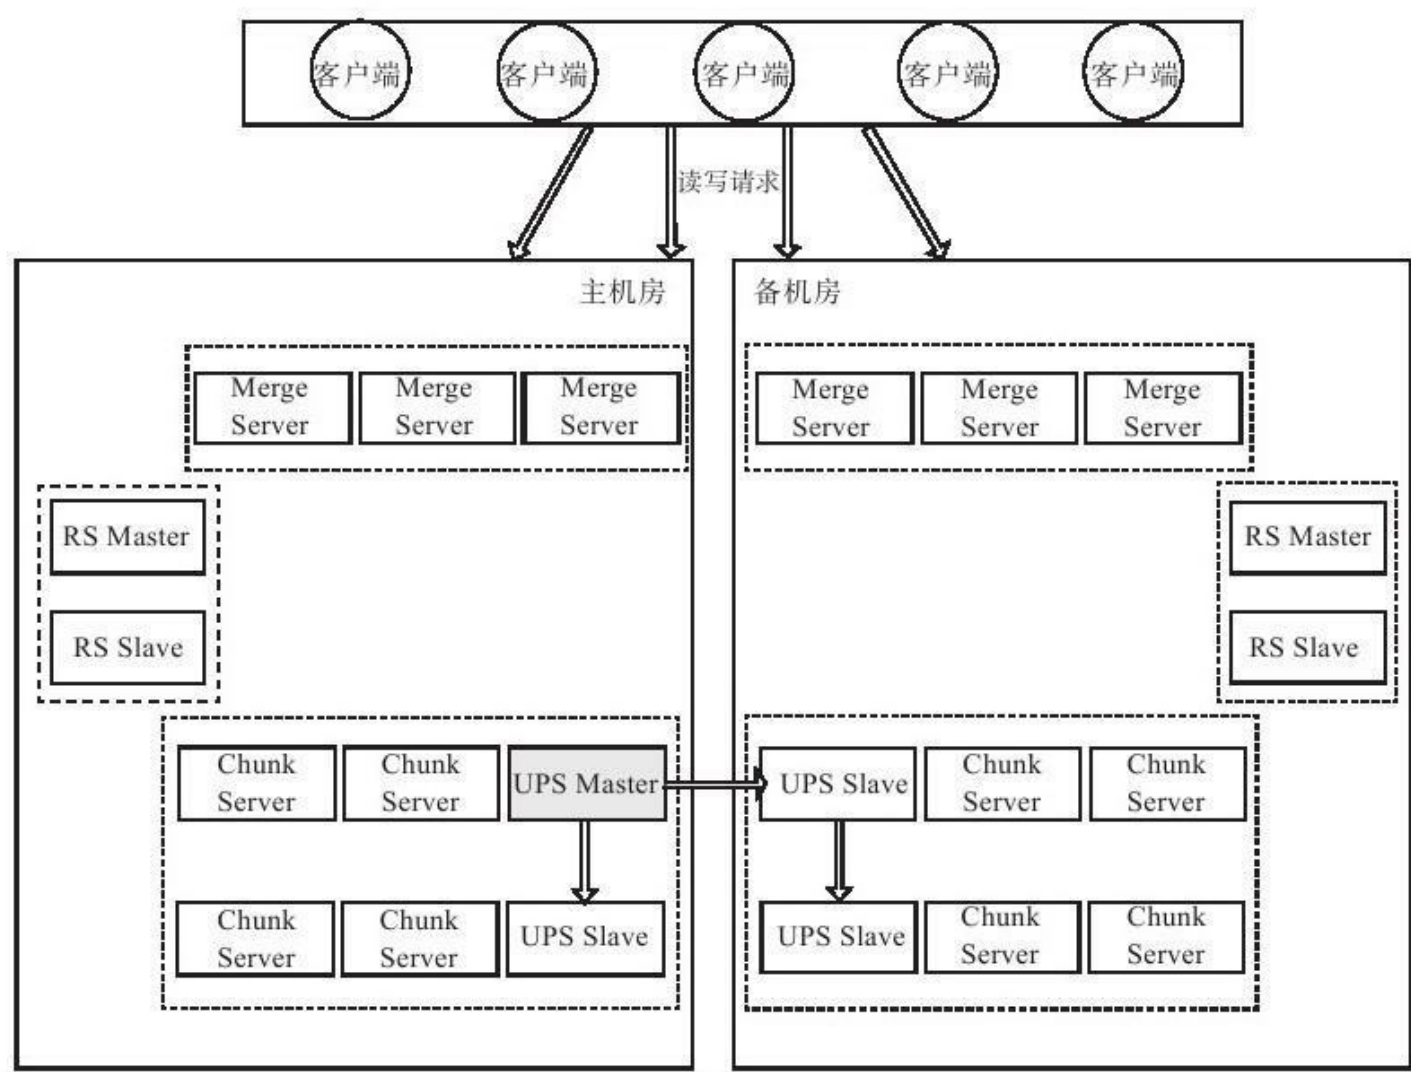 客户端 客户端 客户端 客户端 客户端
读写请求
主机房
Merge Server
Merge Server
Merge Server
RS Master
RS Slave
Chunk Server
Chunk Server
UPS Master
Chunk Server
Chunk Server
UPS Slave
备机房
Merge Server
Merge Server
Merge Server
RS Master
RS Slave
UPS Slave
Chunk Server
Chunk Server
UPS Slave
Chunk Server
Chunk Server